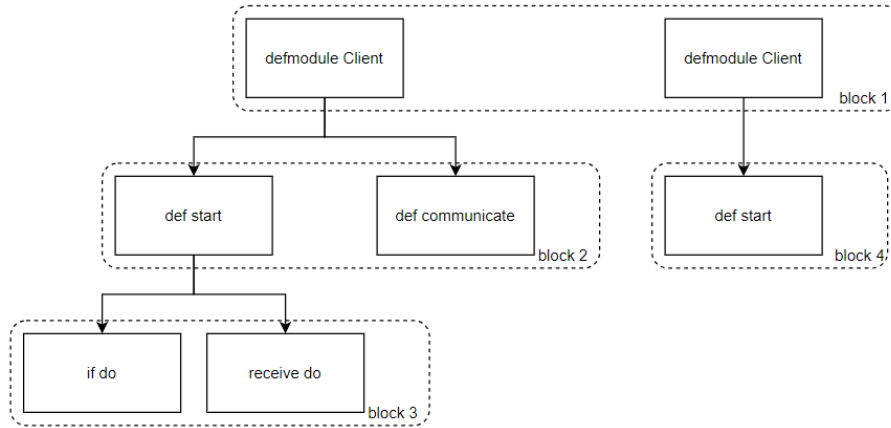 defmodule Client
defmodule Client
block 1
def start
def communicate
def start
block 2
block 4
if do
receive do
block 3